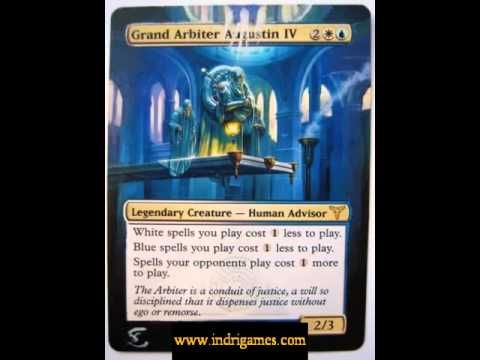 Grand Arbiter Augustin IV 2
Legendary Creature — Human Advisor
White spells you play cost 1 less to play.
Blue spells you play cost 1 less to play.
Spells your opponents play cost 1 more
to play.
The Arbiter is a conduit of justice, a will so
disciplined that it dispenses justice without
ego or remorse.
2/3
www.indrigames.com